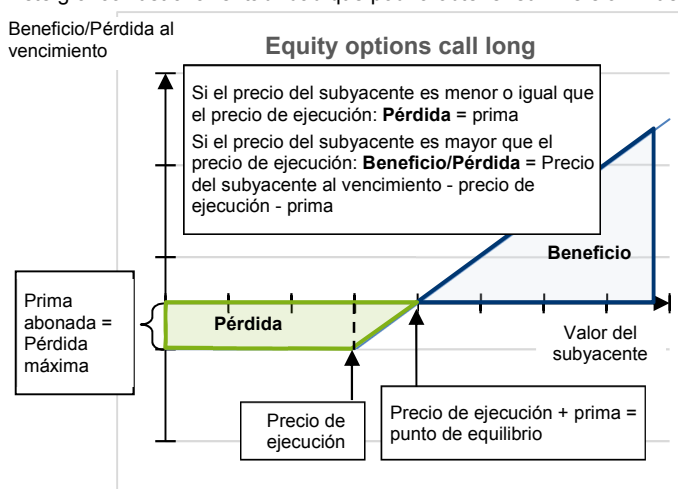 Beneficio/Pérdida al
vencimiento
Equity options call long
Si el precio del subyacente es menor o igual que
el precio de ejecución: Pérdida = prima
Si el precio del subyacente es mayor que el
precio de ejecución: Beneficio/Pérdida = Precio
del subyacente al vencimiento - precio de
ejecución - prima
Beneficio
Prima
abonada =
Pérdida
máxima
Pérdida
Valor del
subyacente
Precio de
ejecución
Precio de ejecución + prima =
punto de equilibrio